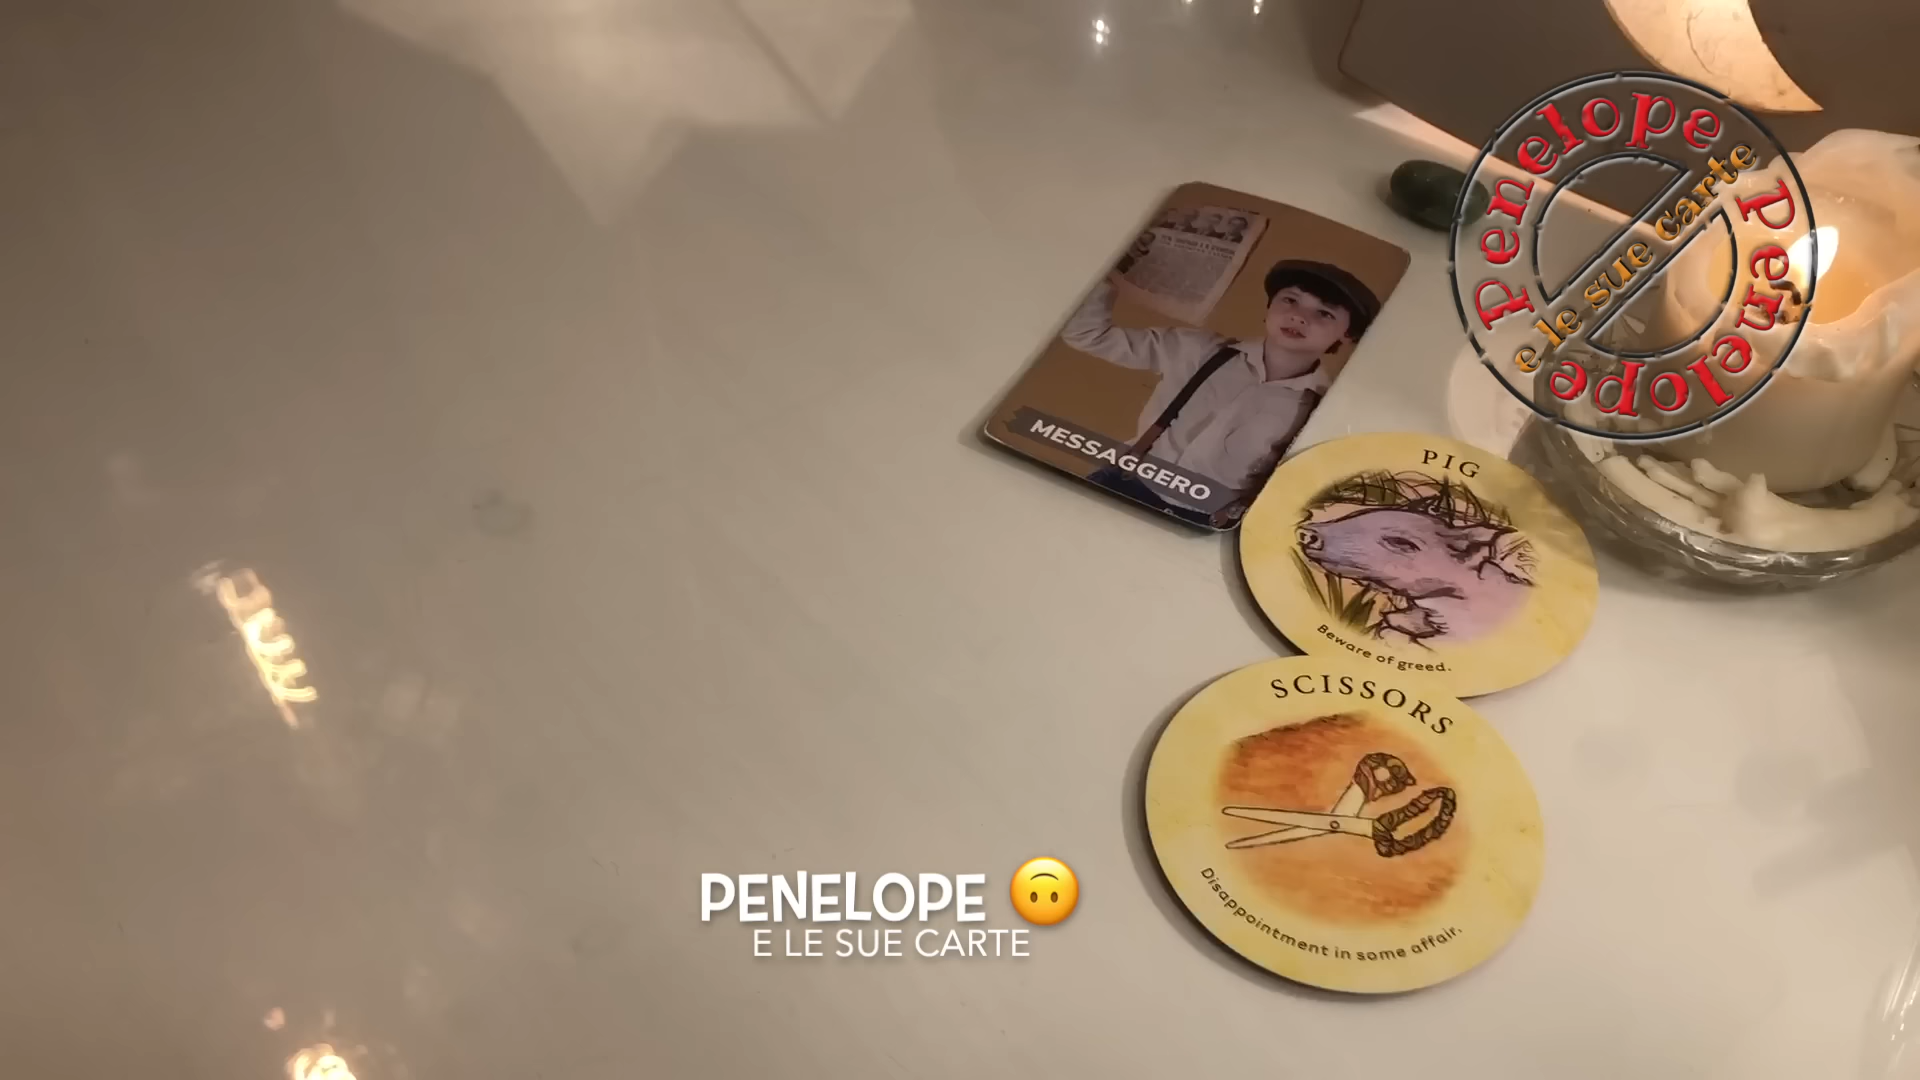 Penelope
Penelope
e le sue carte
MESSAGGERO
PIG
Beware of greed.
SCISSORS
Disappointment in some affair.
PENELOPE 🙃
E LE SUE CARTE